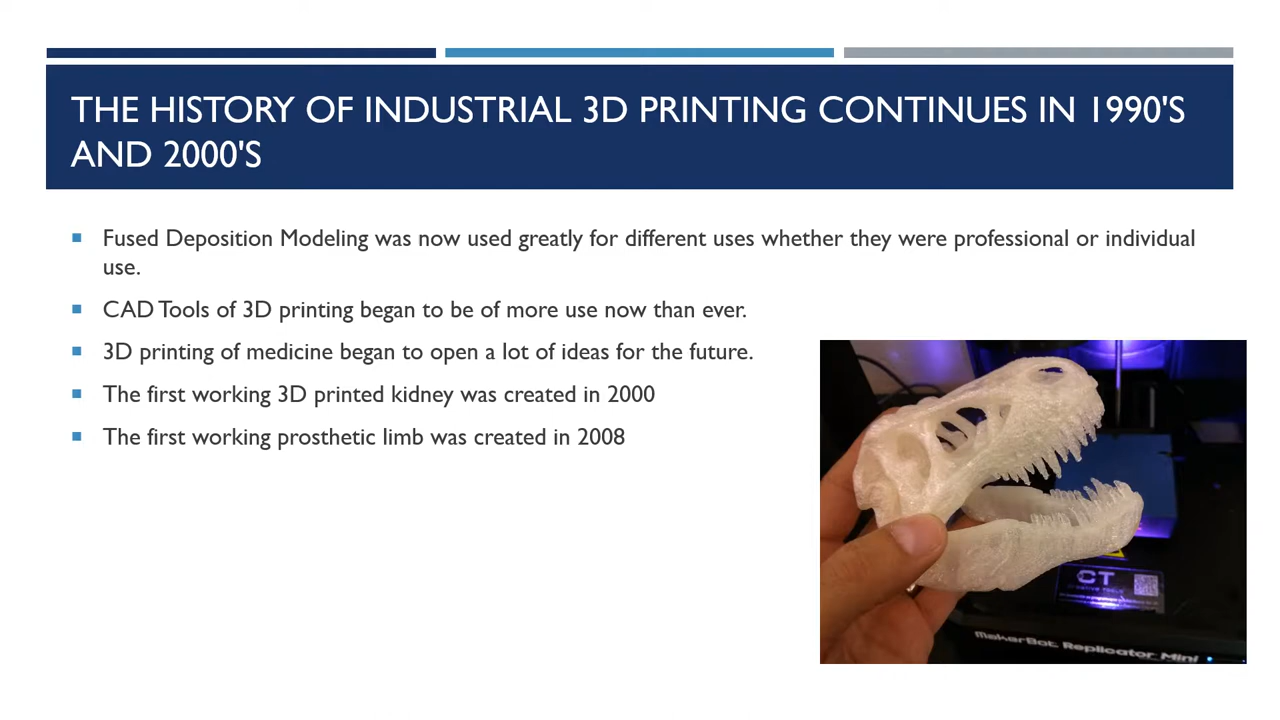 THE HISTORY OF INDUSTRIAL 3D PRINTING CONTINUES IN 1990'S
AND 2000'S
Fused Deposition Modeling was now used greatly for different uses whether they were professional or individual
use.
CAD Tools of 3D printing began to be of more use now than ever.
3D printing of medicine began to open a lot of ideas for the future.
The first working 3D printed kidney was created in 2000
The first working prosthetic limb was created in 2008
CT
MakerBot Replicator Mini